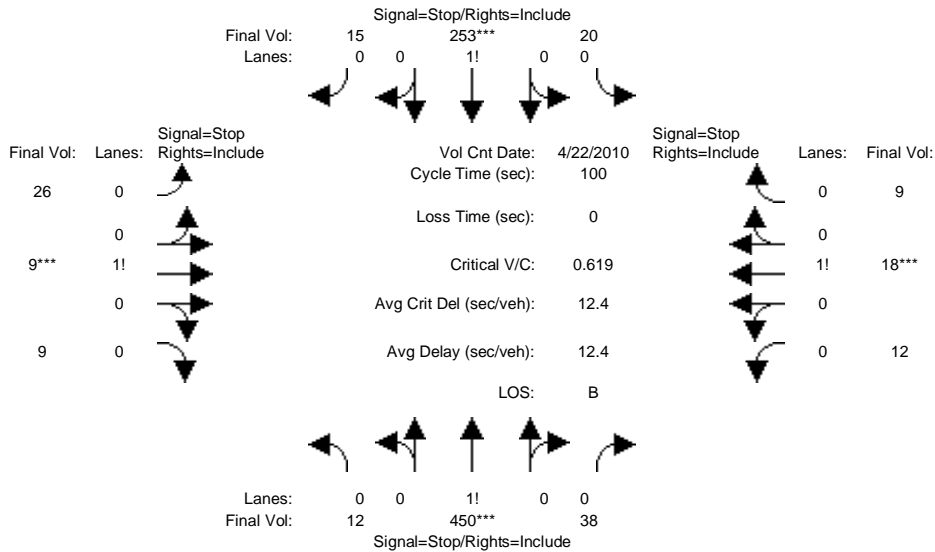 Signal=Stop/Rights=Include
Final Vol: 15 253*** 20
Lanes: 0 0 1! 0 0
Signal=Stop Signal=Stop
Final Vol: Lanes: Rights=Include Vol Cnt Date: 4/22/2010 Rights=Include Lanes: Final Vol:
Cycle Time (sec): 100
26 0 0 9
Loss Time (sec): 0
0 0
9*** 1! Critical V/C: 0.619 1! 18***
0 Avg Crit Del (sec/veh): 12.4 0
9 0 Avg Delay (sec/veh): 12.4 0 12
LOS: B
Lanes: 0 0 1! 0 0
Final Vol: 12 450*** 38
Signal=Stop/Rights=Include